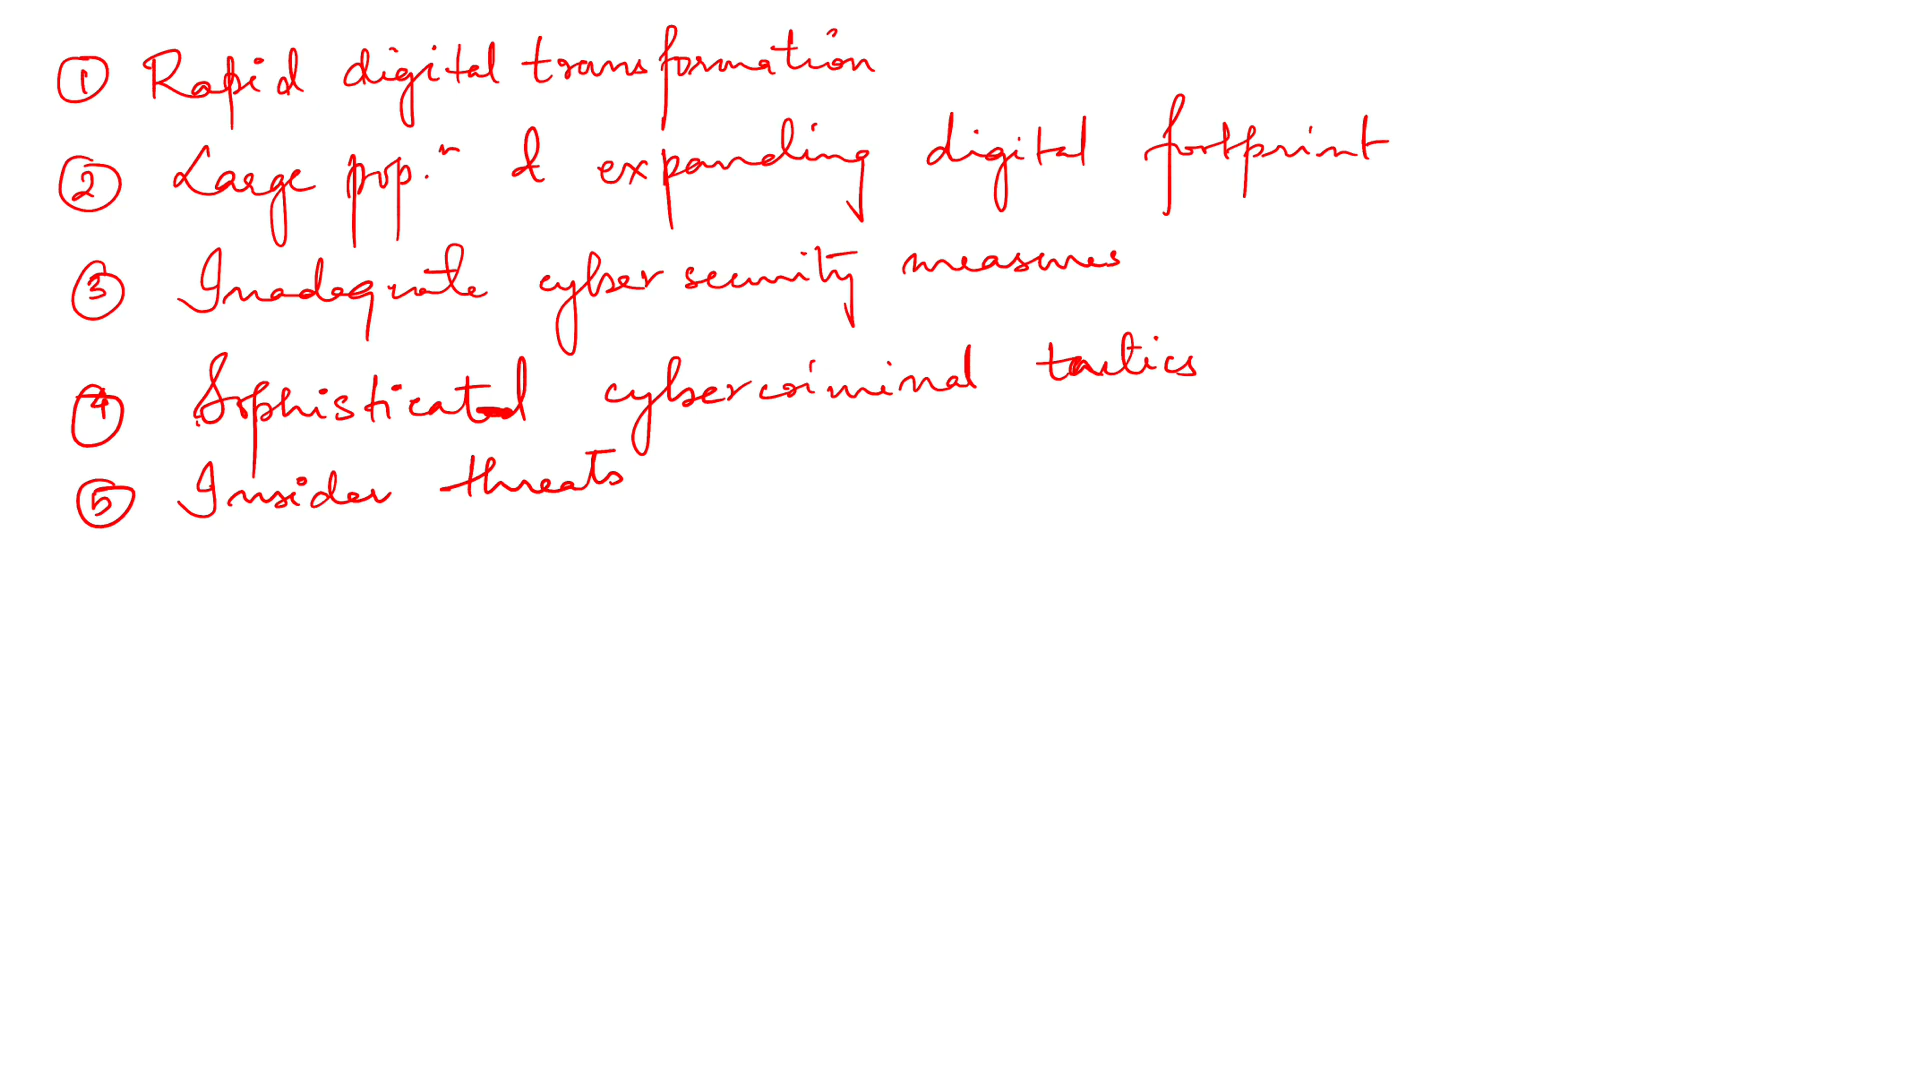 ① Rapid digital transformation
② Large pop.ⁿ & expanding digital footprint
③ Inadequate cyber security measures
④ Sophisticated cybercriminal tactics
⑤ Insider threats